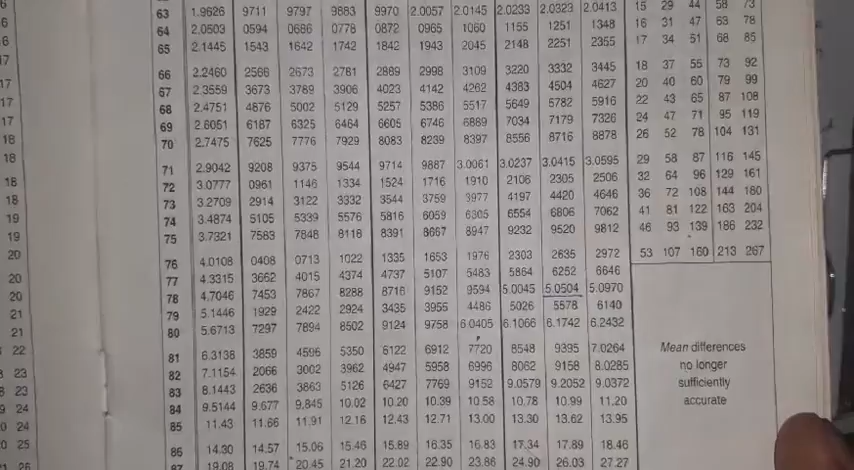 63 1.9626 9711 9797 9883 9970 2.0057 2.0145 2.0233 2.0323 2.0413 15 29 44 58 73
64 2.0503 0594 0686 0778 0872 0965 1060 1155 1251 1348 16 31 47 63 78
65 2.1445 1543 1642 1742 1842 1943 2045 2148 2251 2355 17 34 51 68 85
66 2.2460 2566 2673 2781 2889 2998 3109 3220 3332 3445 18 37 55 73 92
67 2.3559 3673 3789 3906 4023 4142 4262 4383 4504 4627 20 40 60 79 99
68 2.4751 4876 5002 5129 5257 5386 5517 5649 5782 5916 22 43 65 87 108
69 2.6051 6187 6325 6464 6605 6746 6889 7034 7179 7326 24 47 71 95 119
70 2.7475 7625 7776 7929 8083 8239 8397 8556 8716 8878 26 52 78 104 131
71 2.9042 9208 9375 9544 9714 9887 3.0061 3.0237 3.0415 3.0595 29 58 87 116 145
72 3.0777 0961 1146 1334 1524 1716 1910 2106 2305 2506 32 64 96 129 161
73 3.2709 2914 3122 3332 3544 3759 3977 4197 4420 4646 36 72 108 144 180
74 3.4874 5105 5339 5576 5816 6059 6305 6554 6806 7062 41 81 122 163 204
75 3.7321 7583 7848 8118 8391 8667 8947 9232 9520 9812 46 93 139 186 232
76 4.0108 0408 0713 1022 1335 1653 1976 2303 2635 2972 53 107 160 213 267
77 4.3315 3662 4015 4374 4737 5107 5483 5864 6252 6646
78 4.7046 7453 7867 8288 8716 9152 9594 5.0045 5.0504 5.0970
79 5.1446 1929 2422 2924 3435 3955 4486 5026 5578 6140
80 5.6713 7297 7894 8502 9124 9758 6.0405 6.1066 6.1742 6.2432
81 6.3138 3859 4596 5350 6122 6912 7720 8548 9395 7.0264 Mean differences
82 7.1154 2066 3002 3962 4947 5958 6996 8062 9158 8.0285 no longer
83 8.1443 2636 3863 5126 6427 7769 9152 9.0579 9.2052 9.0372 sufficiently
84 9.5144 9.677 9.845 10.02 10.20 10.39 10.58 10.78 10.99 11.20 accurate
85 11.43 11.66 11.91 12.16 12.43 12.71 13.00 13.30 13.62 13.95
86 14.30 14.57 15.06 15.46 15.89 16.35 16.83 17.34 17.89 18.46
87 19.08 19.74 20.45 21.20 22.02 22.90 23.86 24.90 26.03 27.27